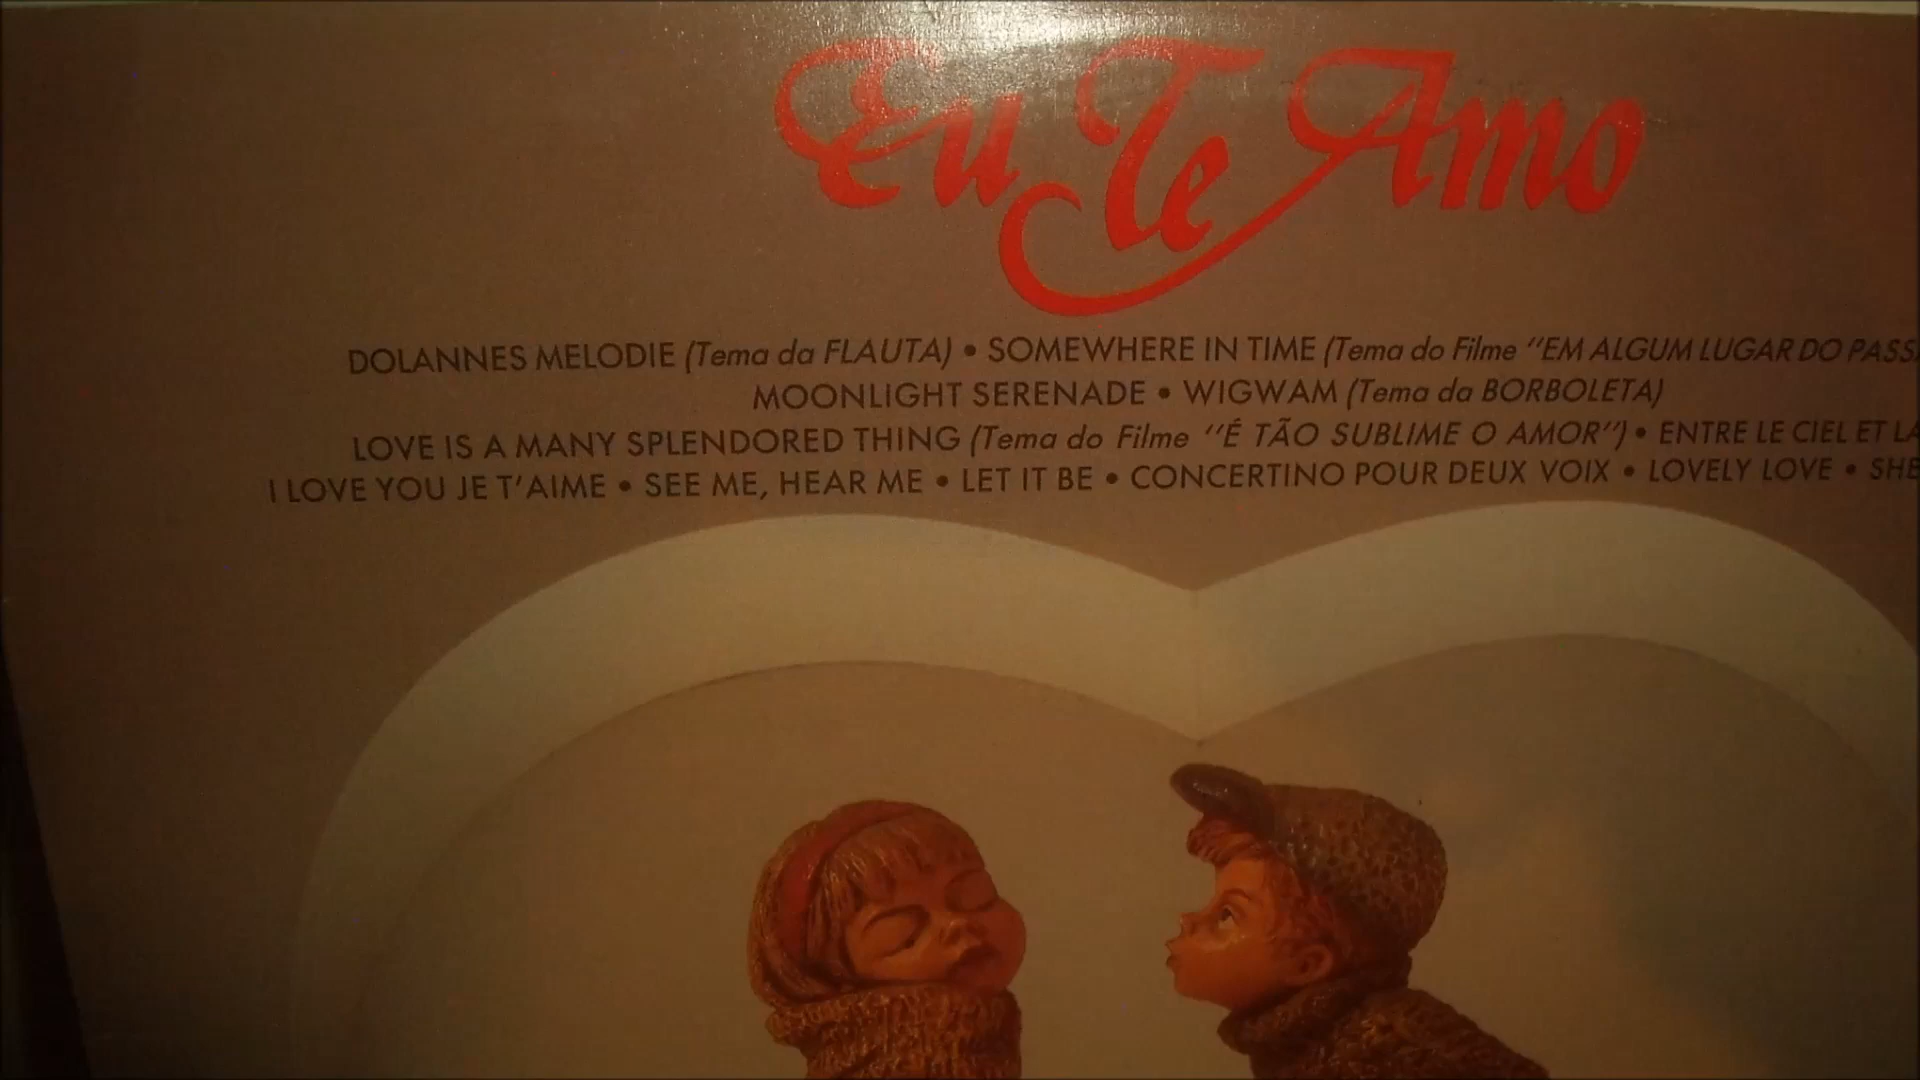 Eu Te Amo
DOLANNES MELODIE (Tema da FLAUTA) • SOMEWHERE IN TIME (Tema do Filme "EM ALGUM LUGAR DO
MOONLIGHT SERENADE • WIGWAM (Tema da BORBOLETA)
LOVE IS A MANY SPLENDORED THING (Tema do Filme "É TÃO SUBLIME O AMOR") • ENTRE LE CIEL ET
I LOVE YOU JE T'AIME • SEE ME, HEAR ME • LET IT BE • CONCERTINO POUR DEUX VOIX • LOVELY LOVE • SHE